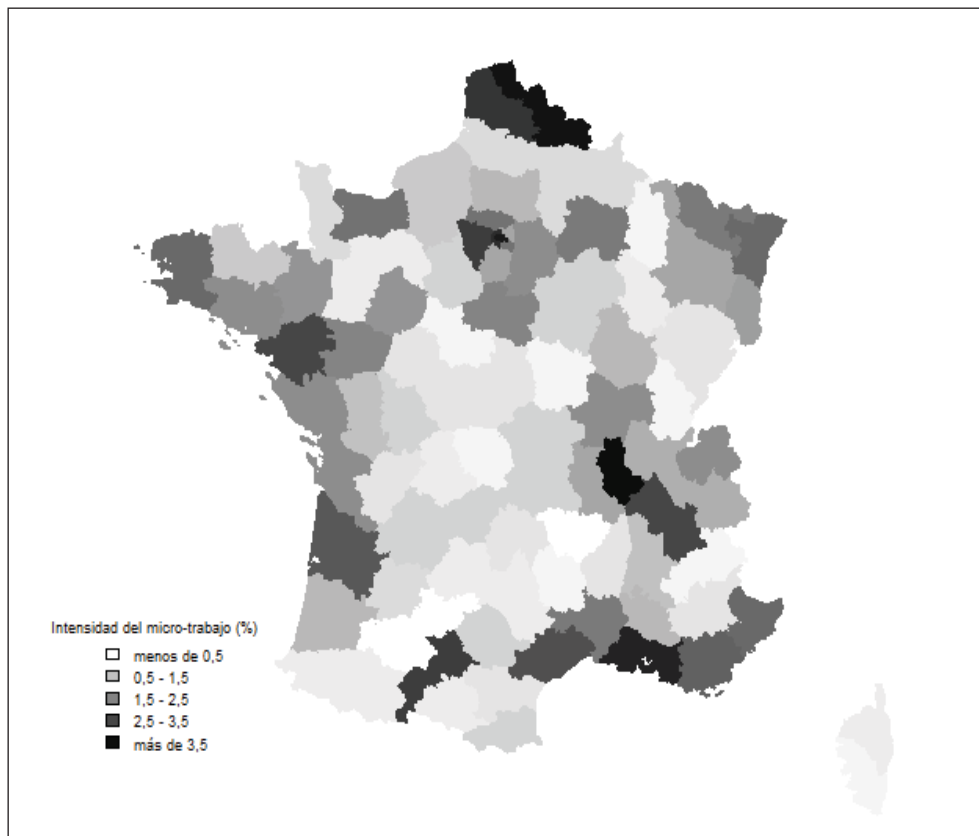 Intensidad del micro-trabajo (%)
menos de 0,5
0,5 - 1,5
1,5 - 2,5
2,5 - 3,5
más de 3,5